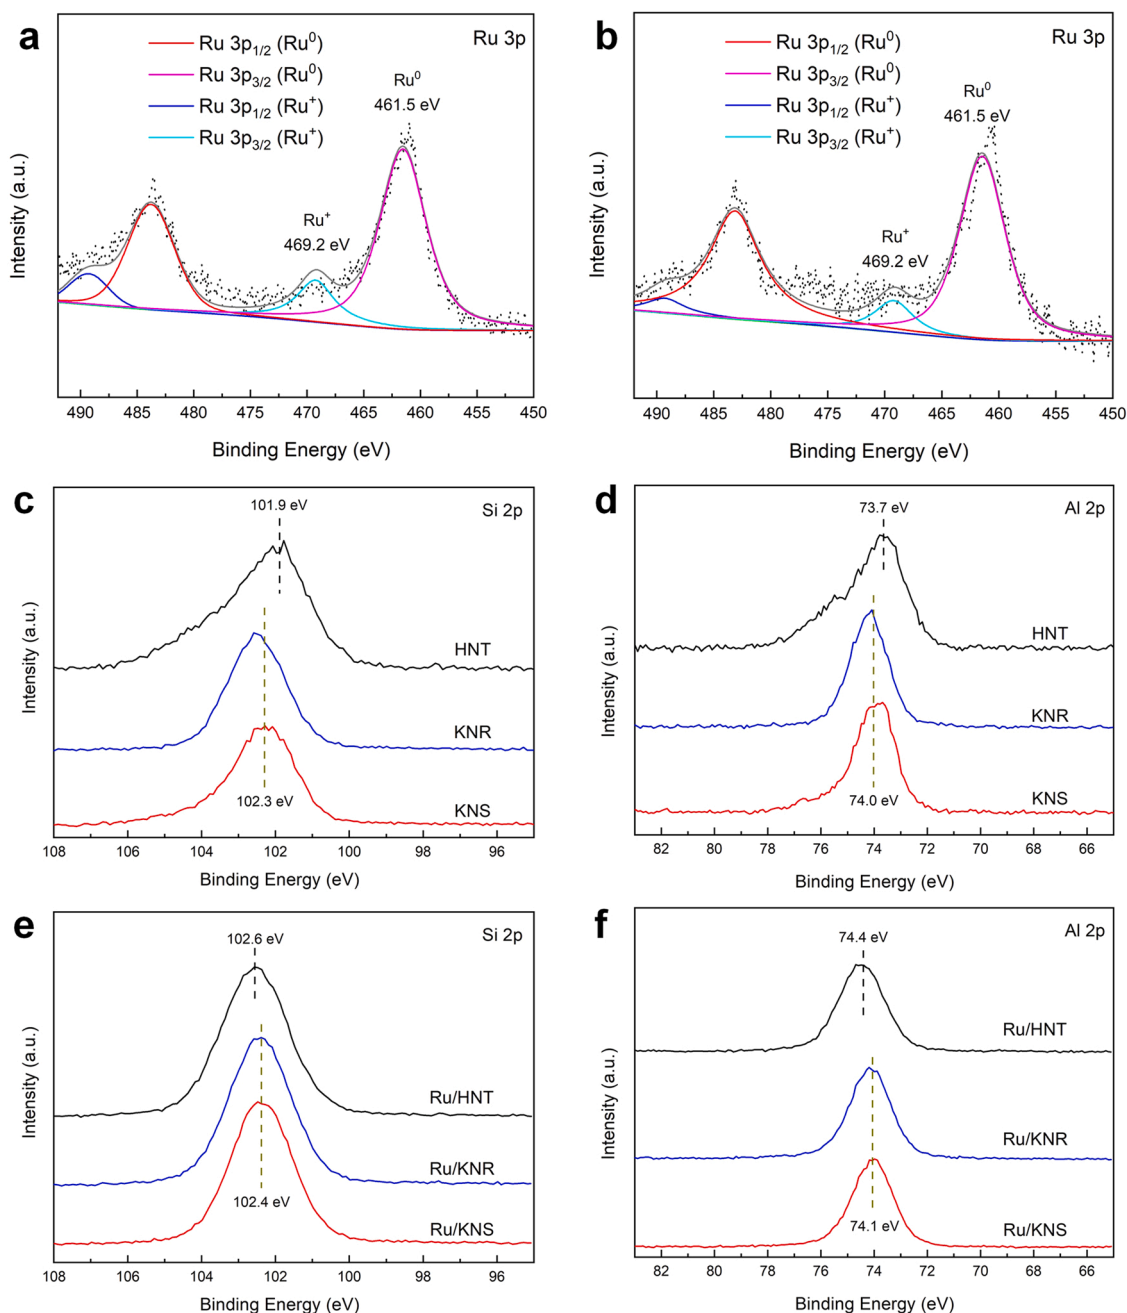 a
Ru 3p1/2 (Ru0)
Ru 3p3/2 (Ru0)
Ru 3p1/2 (Ru+)
Ru 3p3/2 (Ru+)
Ru 3p
Ru0
461.5 eV
Ru+
469.2 eV
Intensity (a.u.)
490 485 480 475 470 465 460 455 450
Binding Energy (eV)
b
Ru 3p1/2 (Ru0)
Ru 3p3/2 (Ru0)
Ru 3p1/2 (Ru+)
Ru 3p3/2 (Ru+)
Ru 3p
Ru0
461.5 eV
Ru+
469.2 eV
Intensity (a.u.)
490 485 480 475 470 465 460 455 450
Binding Energy (eV)
c
101.9 eV
Si 2p
HNT
KNR
102.3 eV
KNS
Intensity (a.u.)
108 106 104 102 100 98 96
Binding Energy (eV)
d
73.7 eV
Al 2p
HNT
KNR
74.0 eV
KNS
Intensity (a.u.)
82 80 78 76 74 72 70 68 66
Binding Energy (eV)
e
102.6 eV
Si 2p
Ru/HNT
Ru/KNR
102.4 eV
Ru/KNS
Intensity (a.u.)
108 106 104 102 100 98 96
Binding Energy (eV)
f
74.4 eV
Al 2p
Ru/HNT
Ru/KNR
74.1 eV
Ru/KNS
Intensity (a.u.)
82 80 78 76 74 72 70 68 66
Binding Energy (eV)